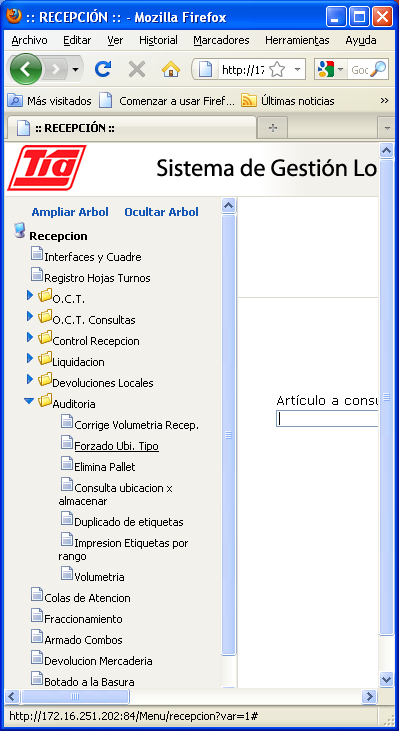 :: RECEPCIÓN :: - Mozilla Firefox
Archivo Editar Ver Historial Marcadores Herramientas Ayuda
http://17 Goo
Más visitados Comenzar a usar Firef... Últimas noticias »
:: RECEPCIÓN ::
Tía Sistema de Gestión Lo
Ampliar Arbol Ocultar Arbol
Recepcion
Interfaces y Cuadre
Registro Hojas Turnos
O.C.T.
O.C.T. Consultas
Control Recepcion
Liquidacion
Devoluciones Locales
Artículo a consu
Auditoria
Corrige Volumetria Recep.
Forzado Ubi. Tipo
Elimina Pallet
Consulta ubicacion x
almacenar
Duplicado de etiquetas
Impresion Etiquetas por
rango
Volumetria
Colas de Atencion
Fraccionamiento
Armado Combos
Devolucion Mercaderia
Botado a la Basura
http://172.16.251.202:84/Menu/recepcion?var=1#